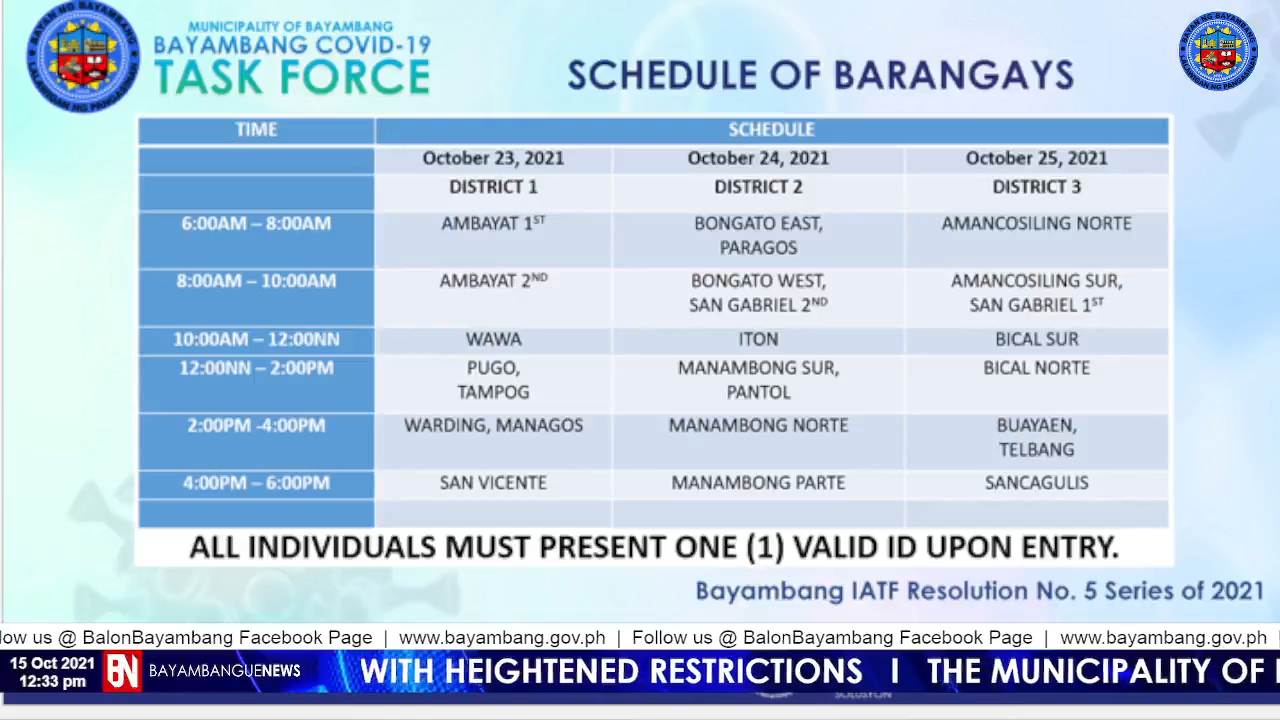 MUNICIPALITY OF BAYAMBANG
BAYAMBANG COVID-19
TASK FORCE
SCHEDULE OF BARANGAYS
TIME SCHEDULE
October 23, 2021 October 24, 2021 October 25, 2021
DISTRICT 1 DISTRICT 2 DISTRICT 3
6:00AM – 8:00AM AMBAYAT 1ST BONGATO EAST, AMANCOSILING NORTE
PARAGOS
8:00AM – 10:00AM AMBAYAT 2ND BONGATO WEST, AMANCOSILING SUR,
SAN GABRIEL 2ND SAN GABRIEL 1ST
10:00AM – 12:00NN WAWA ITON BICAL SUR
12:00NN – 2:00PM PUGO, MANAMBONG SUR, BICAL NORTE
TAMPOG PANTOL
2:00PM -4:00PM WARDING, MANAGOS MANAMBONG NORTE BUAYAEN,
TELBANG
4:00PM – 6:00PM SAN VICENTE MANAMBONG PARTE SANCAGULIS
ALL INDIVIDUALS MUST PRESENT ONE (1) VALID ID UPON ENTRY.
Bayambang IATF Resolution No. 5 Series of 2021
low us @ BalonBayambang Facebook Page | www.bayambang.gov.ph | Follow us @ BalonBayambang Facebook Page | www.bayambang.gov.ph |
15 Oct 2021
12:33 pm
BN BAYAMBANGUENEWS
WITH HEIGHTENED RESTRICTIONS I THE MUNICIPALITY OF
SOLUSYON